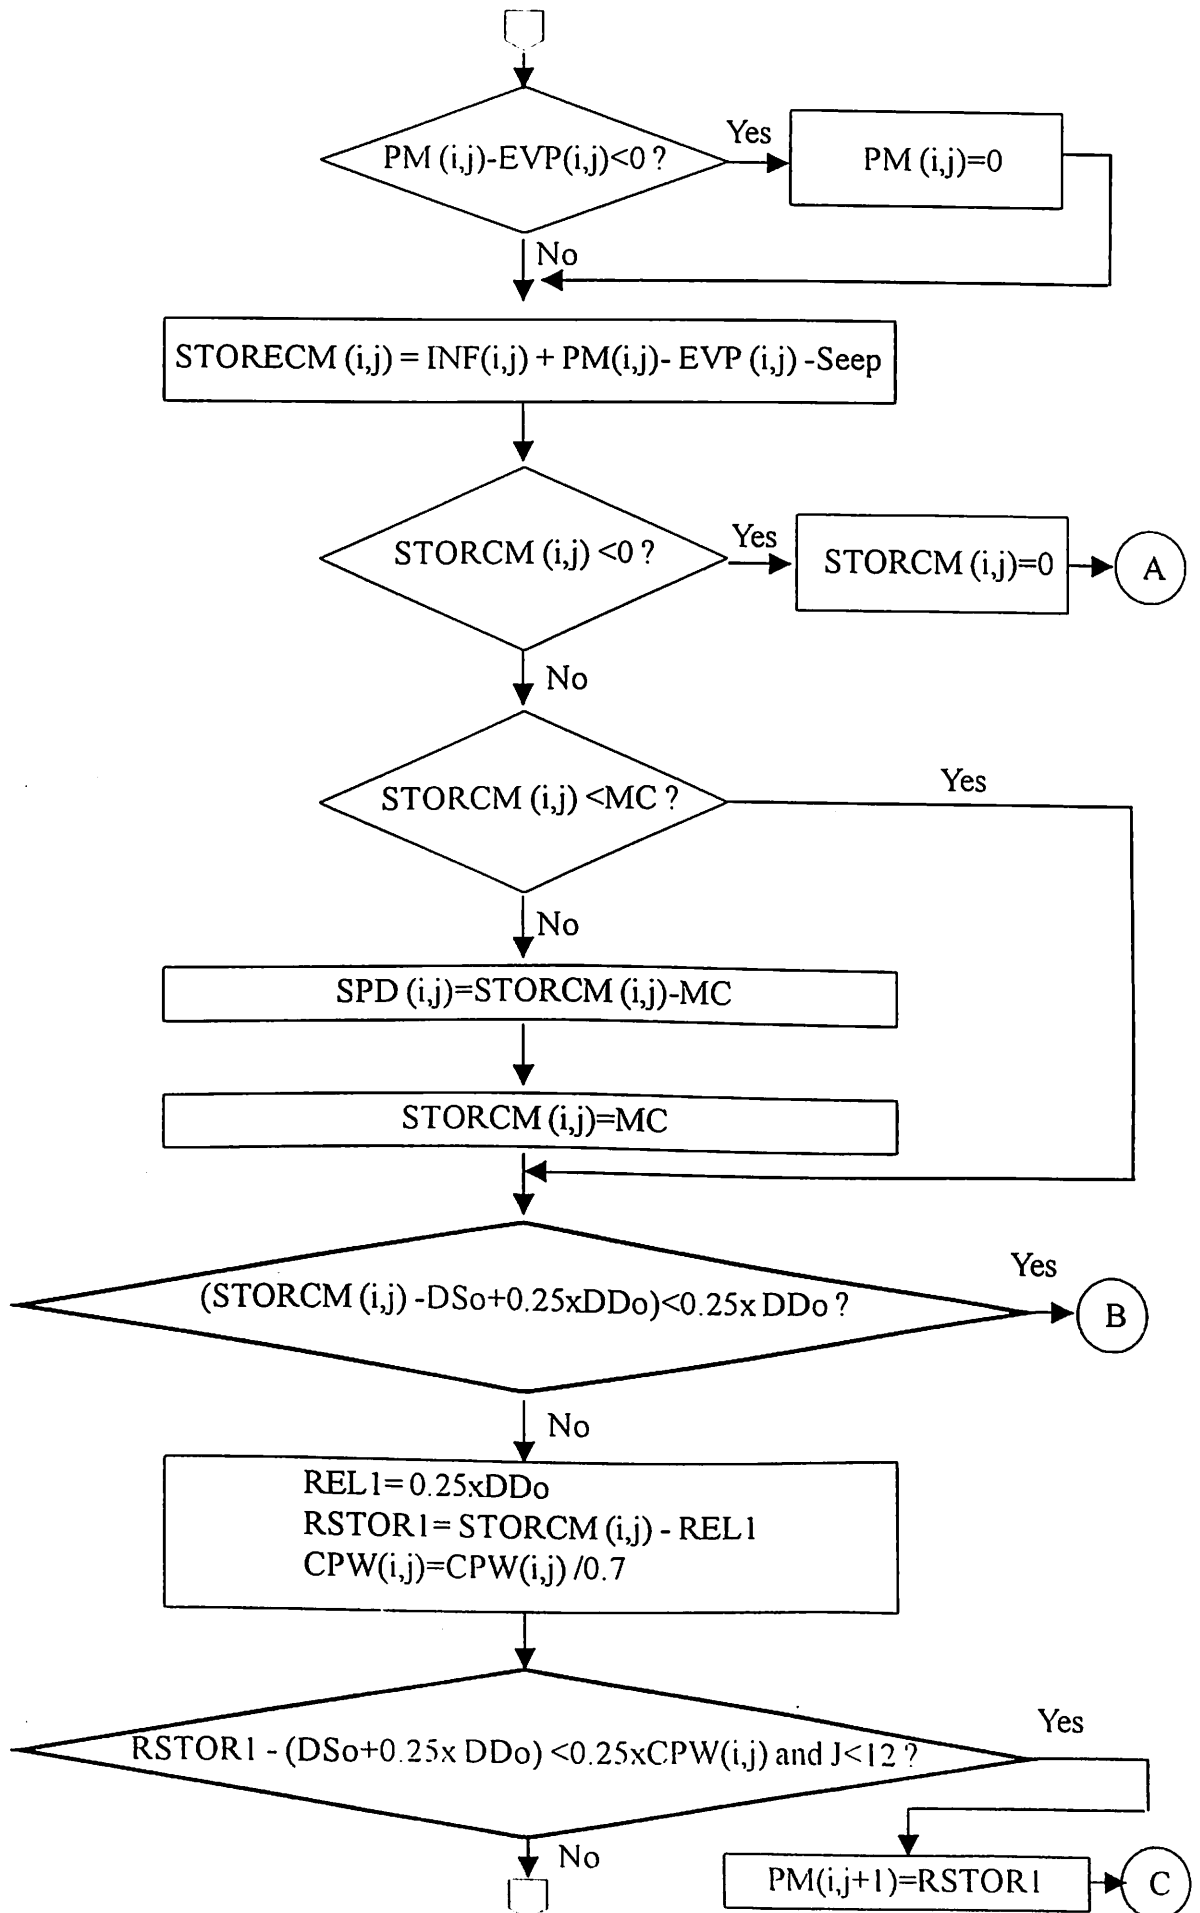 PM (i,j)-EVP(i,j)<0 ?
Yes
PM (i,j)=0
No
STORECM (i,j) = INF(i,j) + PM(i,j)- EVP (i,j) -Seep
STORCM (i,j) <0 ?
Yes
STORCM (i,j)=0
A
No
STORCM (i,j) <MC ?
Yes
No
SPD (i,j)=STORCM (i,j)-MC
STORCM (i,j)=MC
(STORCM (i,j) -DSo+0.25xDDo)<0.25x DDo ?
Yes
B
No
REL1= 0.25xDDo
RSTOR1= STORCM (i,j) - REL1
CPW(i,j)=CPW(i,j) /0.7
RSTOR1 - (DSo+0.25x DDo) <0.25xCPW(i,j) and J<12 ?
Yes
No
PM(i,j+1)=RSTOR1
C